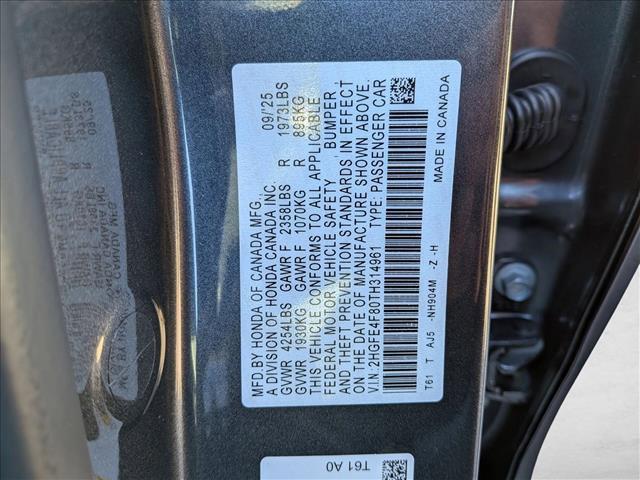 MFD.BY HONDA OF CANADA MFG. 09/25
A DIVISION OF HONDA CANADA INC.
GVWR 4254LBS GAWR F 2358LBS R 1973LBS
GVWR 1930KG GAWR F 1070KG R 895KG
THIS VEHICLE CONFORMS TO ALL APPLICABLE
FEDERAL MOTOR VEHICLE SAFETY BUMPER
AND THEFT PREVENTION STANDARDS IN EFFECT
ON THE DATE OF MANUFACTURE SHOWN ABOVE.
V.I.N: 2HGFE4F80TH314961 TYPE: PASSENGER CAR
T61 T AJ5 -NH904M -Z -H MADE IN CANADA
T61 A0